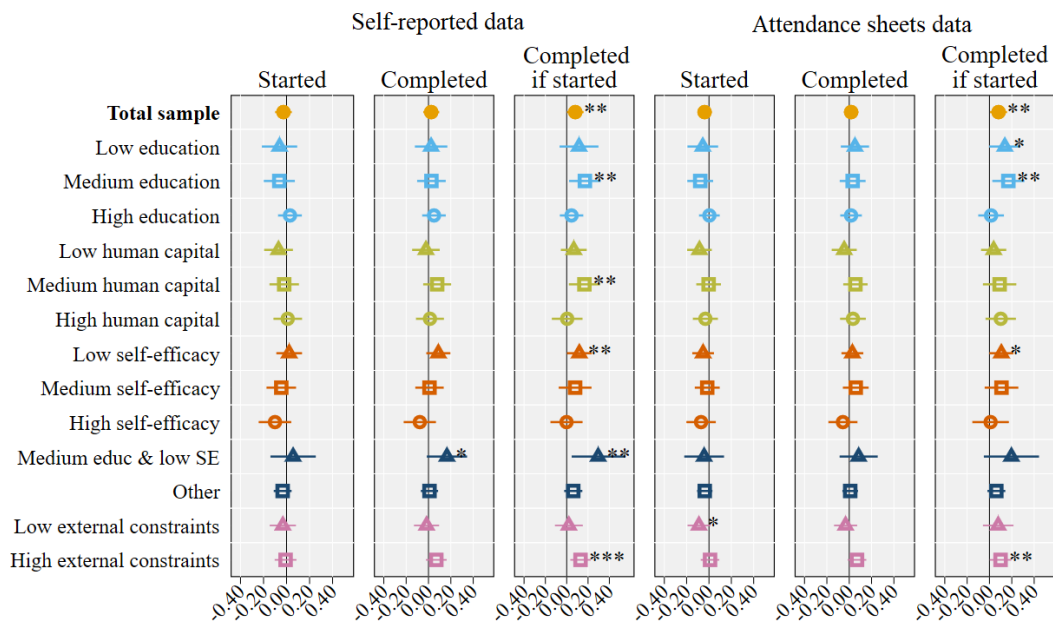 Self-reported data Attendance sheets data
Completed Completed
Started Completed if started Started Completed if started
Total sample ** **
Low education *
Medium education ** **
High education
Low human capital
Medium human capital **
High human capital
Low self-efficacy ** *
Medium self-efficacy
High self-efficacy
Medium educ & low SE * **
Other
Low external constraints *
High external constraints *** **
-0.40 -0.20 -0.00 0.20 0.40 -0.40 -0.20 -0.00 0.20 0.40 -0.40 -0.20 -0.00 0.20 0.40 -0.40 -0.20 -0.00 0.20 0.40 -0.40 -0.20 -0.00 0.20 0.40 -0.40 -0.20 -0.00 0.20 0.40